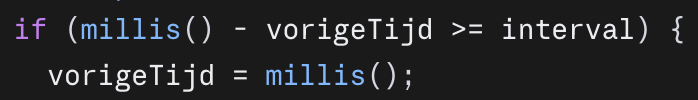 if (millis() - vorigeTijd >= interval) {
  vorigeTijd = millis();